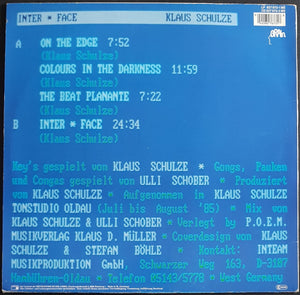 INTER * FACE KLAUS SCHULZE
A ON THE EDGE 7:52
(Klaus Schulze)
COLOURS IN THE DARKNESS 11:59
(Klaus Schulze)
THE BEAT PLANANTE 7:22
(Klaus Schulze)
B INTER * FACE 24:34
(Klaus Schulze)
Key's gespielt von KLAUS SCHULZE * Gongs, Pauken
und Congas gespielt von ULLI SCHOBER * Produziert
von KLAUS SCHULZE * Aufgenommen in KLAUS SCHULZE
TONSTUDIO OLDAU (Juli bis August '85) * Mix von
KLAUS SCHULZE & ULLI SCHOBER * Verlegt by P.O.E.M.
MUSIKVERLAG KLAUS D. MÜLLER * Coverdesign von KLAUS
SCHULZE & STEFAN BÖHLE * Kontakt: INTEAM
MUSIKPRODUKTION GmbH. Schwarzer Weg 163, D-3187
Hambühren-Oldau * Telefon 05143/5778 * West Germany